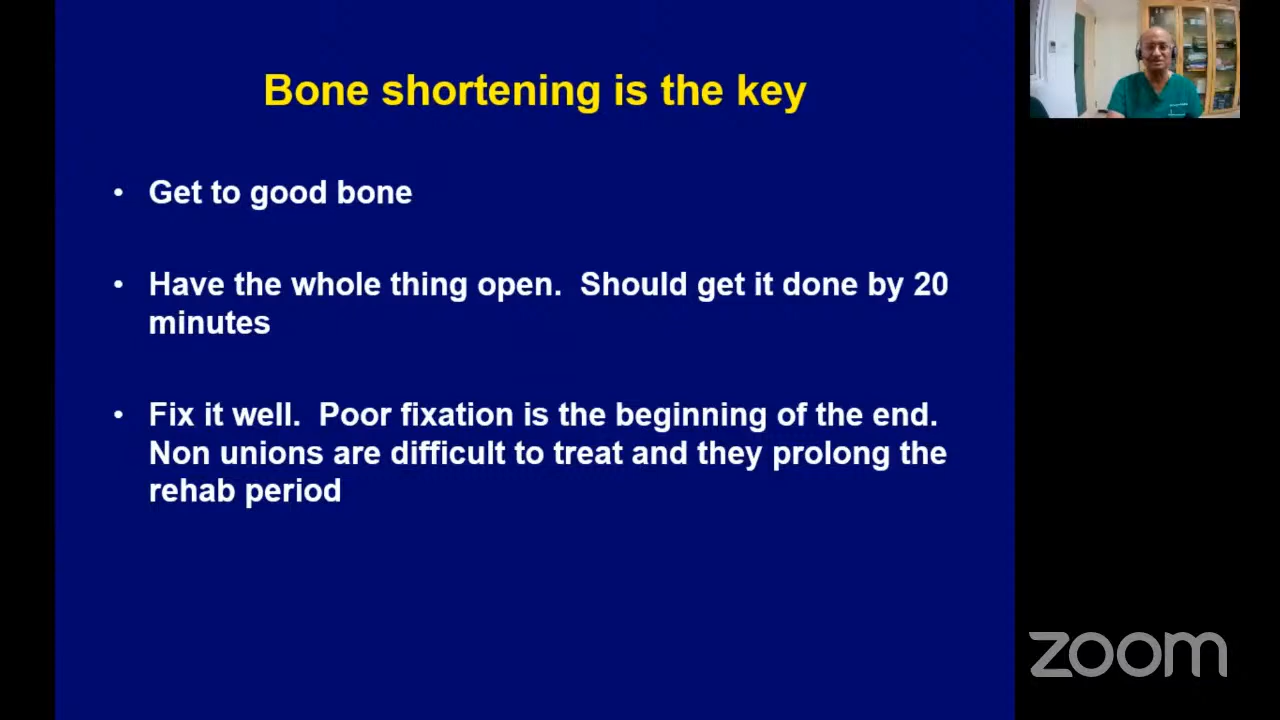 Bone shortening is the key
• Get to good bone
• Have the whole thing open.  Should get it done by 20
minutes
• Fix it well.  Poor fixation is the beginning of the end.
Non unions are difficult to treat and they prolong the
rehab period
zoom